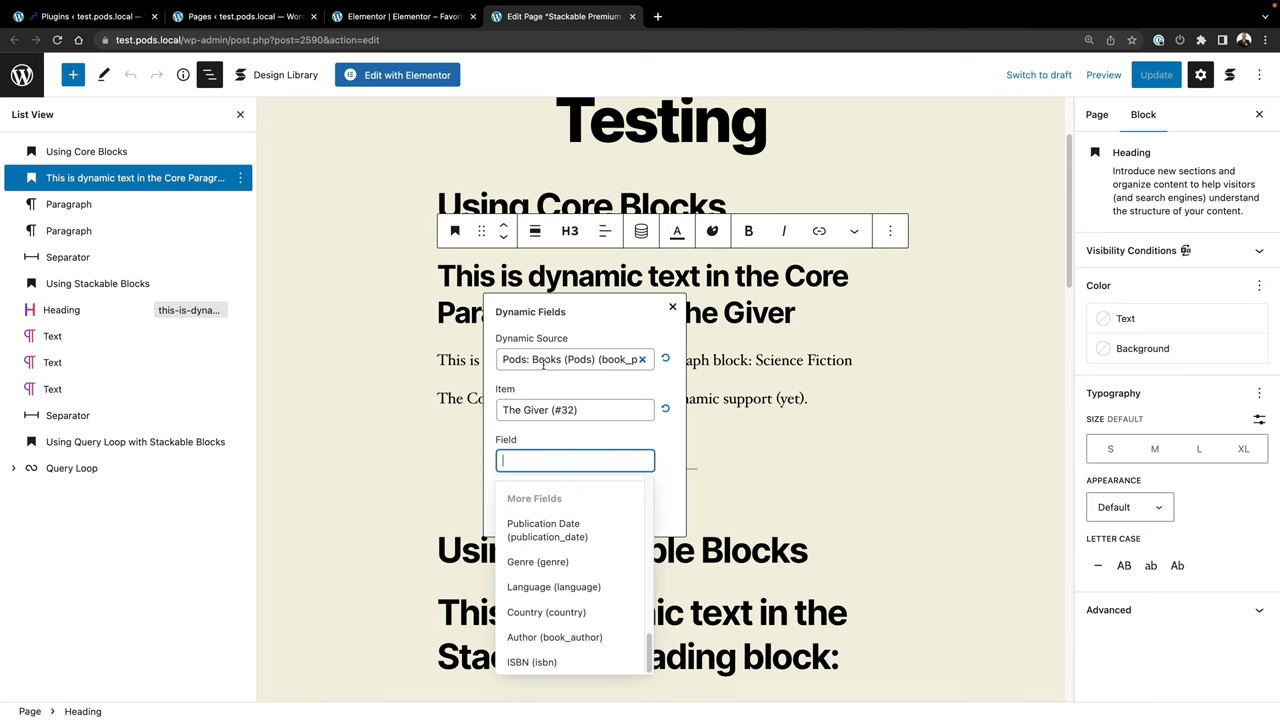 Plugins ‹ test.pods.local —
Pages ‹ test.pods.local — Wor
Elementor | Elementor – Favori
Edit Page "Stackable Premium
test.pods.local/wp-admin/post.php?post=2590&action=edit
Design Library
Edit with Elementor
Switch to draft
Preview
Update
List View
Using Core Blocks
This is dynamic text in the Core Paragr...
Paragraph
Paragraph
Separator
Using Stackable Blocks
Heading
this-is-dyna...
Text
Text
Text
Separator
Using Query Loop with Stackable Blocks
Query Loop
Testing
Using Core Blocks
H3
A
B
I
This is dynamic text in the Core
Par
he Giver
This is
aph block: Science Fiction
The Co
namic support (yet).
Dynamic Fields
Dynamic Source
Pods: Books (Pods) (book_p
Item
The Giver (#32)
Field
More Fields
Publication Date
(publication_date)
Genre (genre)
Language (language)
Country (country)
Author (book_author)
ISBN (isbn)
Usi
ble Blocks
This
ic text in the
Stac
ading block:
Page
Block
Heading
Introduce new sections and
organize content to help visitors
(and search engines) understand
the structure of your content.
Visibility Conditions
Color
Text
Background
Typography
SIZE DEFAULT
S
M
L
XL
APPEARANCE
Default
LETTER CASE
—
AB
ab
Ab
Advanced
Page
Heading